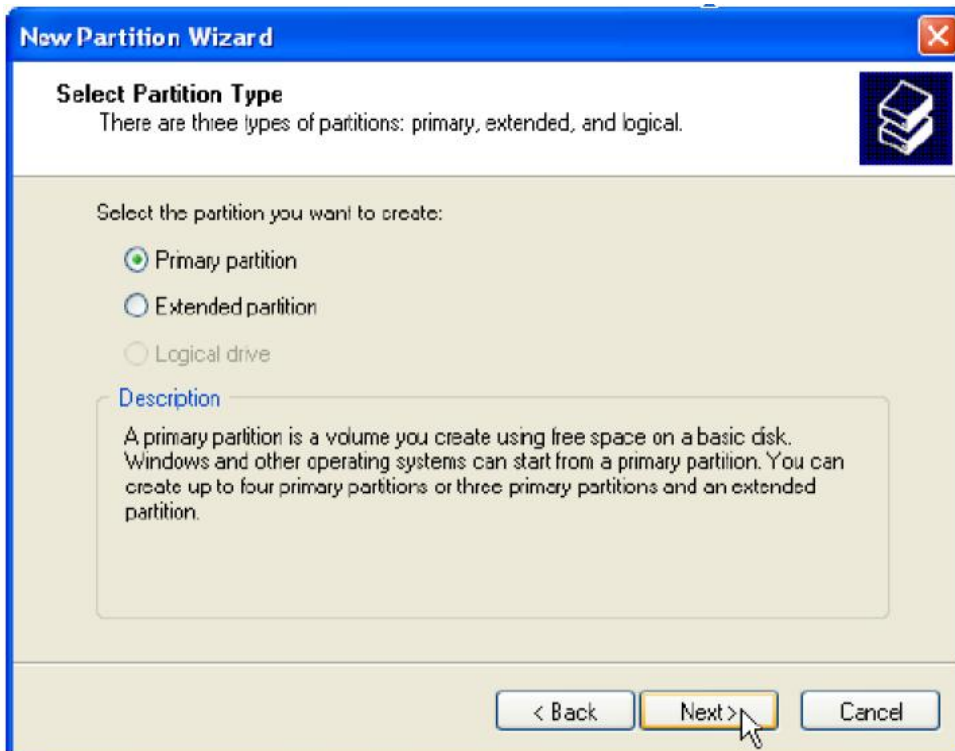 New Partition Wizard
Select Partition Type
There are three types of partitions: primary, extended, and logical.
Select the partition you want to create:
Primary partition
Extended partition
Logical drive
Description
A primary partition is a volume you create using free space on a basic disk.
Windows and other operating systems can start from a primary partition. You can
create up to four primary partitions or three primary partitions and an extended
partition.
< Back
Next >
Cancel